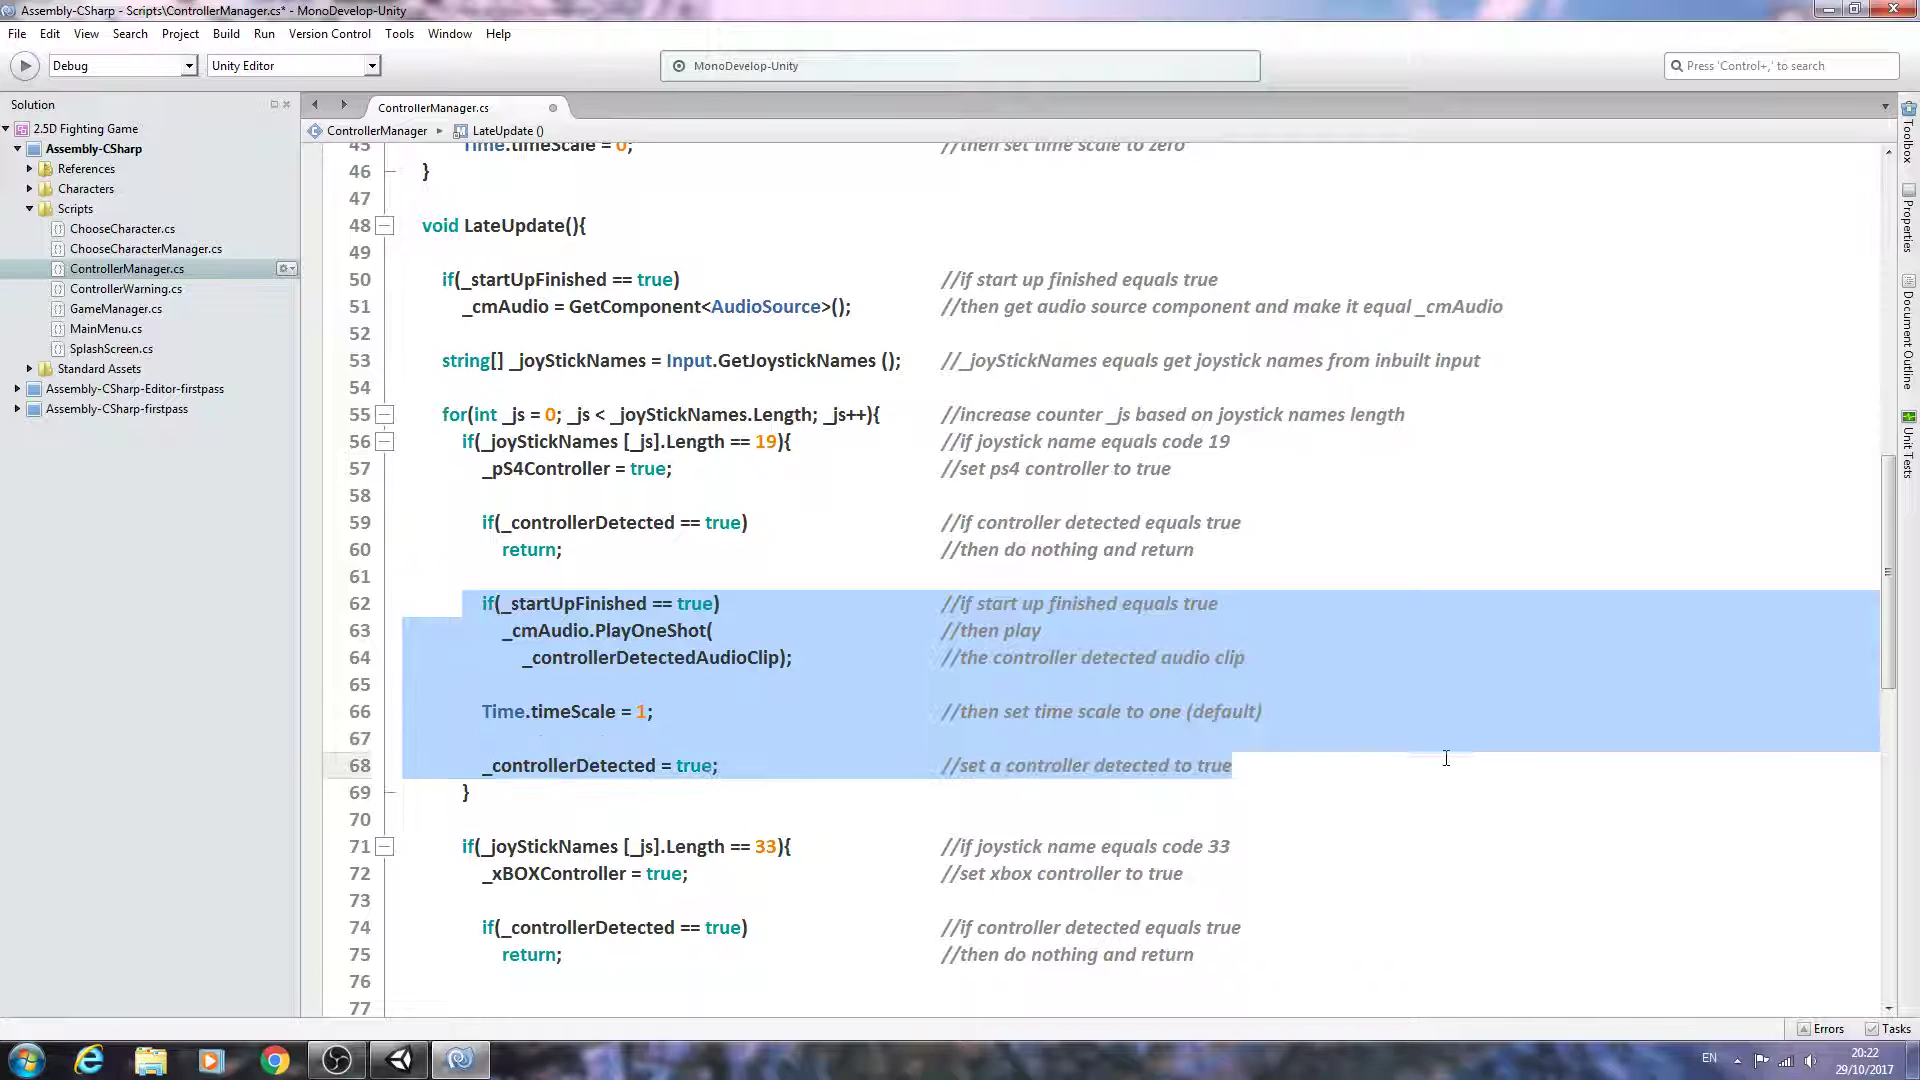 Assembly-CSharp - Scripts\ControllerManager.cs* - MonoDevelop-Unity
File Edit View Search Project Build Run Version Control Tools Window Help
Debug Unity Editor MonoDevelop-Unity Press 'Control+,' to search
Solution
2.5D Fighting Game
Assembly-CSharp
References
Characters
Scripts
ChooseCharacter.cs
ChooseCharacterManager.cs
ControllerManager.cs
ControllerWarning.cs
GameManager.cs
MainMenu.cs
SplashScreen.cs
Standard Assets
Assembly-CSharp-Editor-firstpass
Assembly-CSharp-firstpass
ControllerManager.cs
ControllerManager LateUpdate ()
45 Time.timeScale = 0; //then set time scale to zero
46 }
47
48 void LateUpdate(){
49
50 if(_startUpFinished == true) //if start up finished equals true
51 _cmAudio = GetComponent<AudioSource>(); //then get audio source component and make it equal _cmAudio
52
53 string[] _joyStickNames = Input.GetJoystickNames (); //_joyStickNames equals get joystick names from inbuilt input
54
55 for(int _js = 0; _js < _joyStickNames.Length; _js++){ //increase counter _js based on joystick names length
56 if(_joyStickNames [_js].Length == 19){ //if joystick name equals code 19
57 _pS4Controller = true; //set ps4 controller to true
58
59 if(_controllerDetected == true) //if controller detected equals true
60 return; //then do nothing and return
61
62 if(_startUpFinished == true) //if start up finished equals true
63 _cmAudio.PlayOneShot( //then play
64 _controllerDetectedAudioClip); //the controller detected audio clip
65
66 Time.timeScale = 1; //then set time scale to one (default)
67
68 _controllerDetected = true; //set a controller detected to true
69 }
70
71 if(_joyStickNames [_js].Length == 33){ //if joystick name equals code 33
72 _xBOXController = true; //set xbox controller to true
73
74 if(_controllerDetected == true) //if controller detected equals true
75 return; //then do nothing and return
76
77
Toolbox
Properties
Document Outline
Unit Tests
Errors Tasks
EN
20:22
29/10/2017